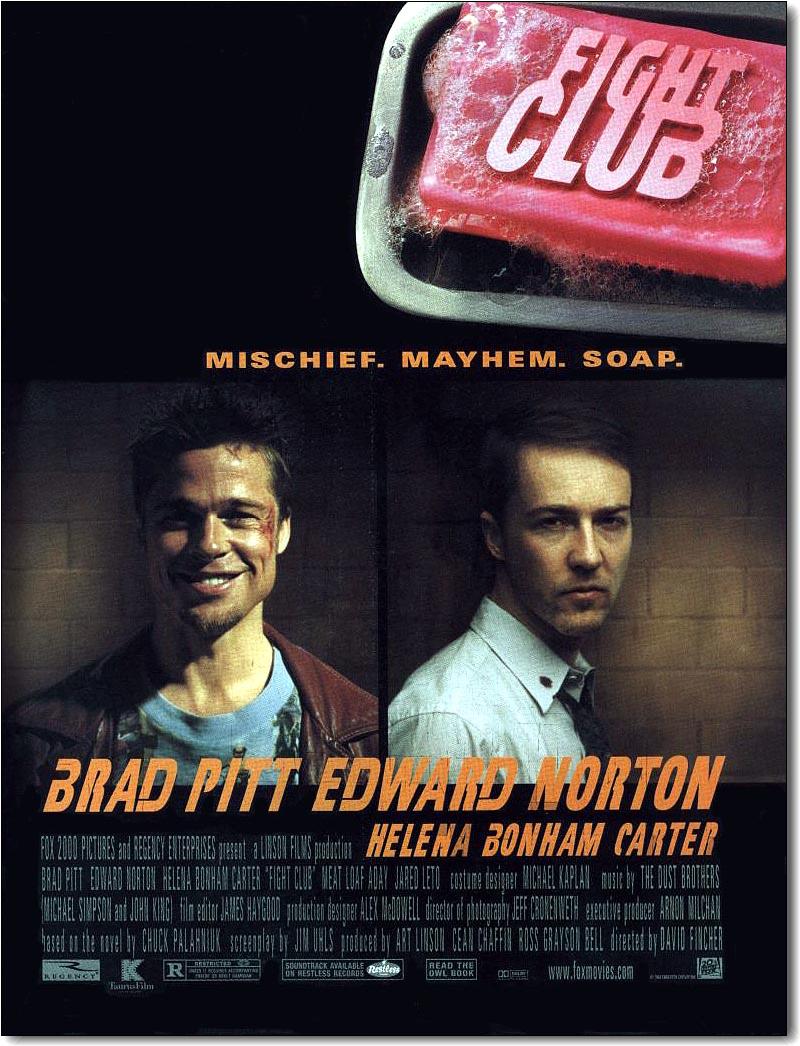 FIGHT
CLUB
MISCHIEF. MAYHEM. SOAP.
BRAD PITT EDWARD NORTON
HELENA BONHAM CARTER
FOX 2000 PICTURES and REGENCY ENTERPRISES present a LINSON FILMS production
BRAD PITT EDWARD NORTON HELENA BONHAM CARTER "FIGHT CLUB" MEAT LOAF ADAY JARED LETO costume designer MICHAEL KAPLAN music by THE DUST BROTHERS
(MICHAEL SIMPSON and JOHN KING) film editor JAMES HAYGOOD production designer ALEX McDOWELL director of photography JEFF CRONENWETH executive producer ARNON MILCHAN
based on the novel by CHUCK PALAHNIUK screenplay by JIM UHLS produced by ART LINSON CEAN CHAFFIN ROSS GRAYSON BELL directed by DAVID FINCHER
REGENCY
K
TaurusFilm
R
RESTRICTED
SOUNDTRACK AVAILABLE
ON RESTLESS RECORDS
Restless
READ THE
OWL BOOK
DOLBY
www.foxmovies.com